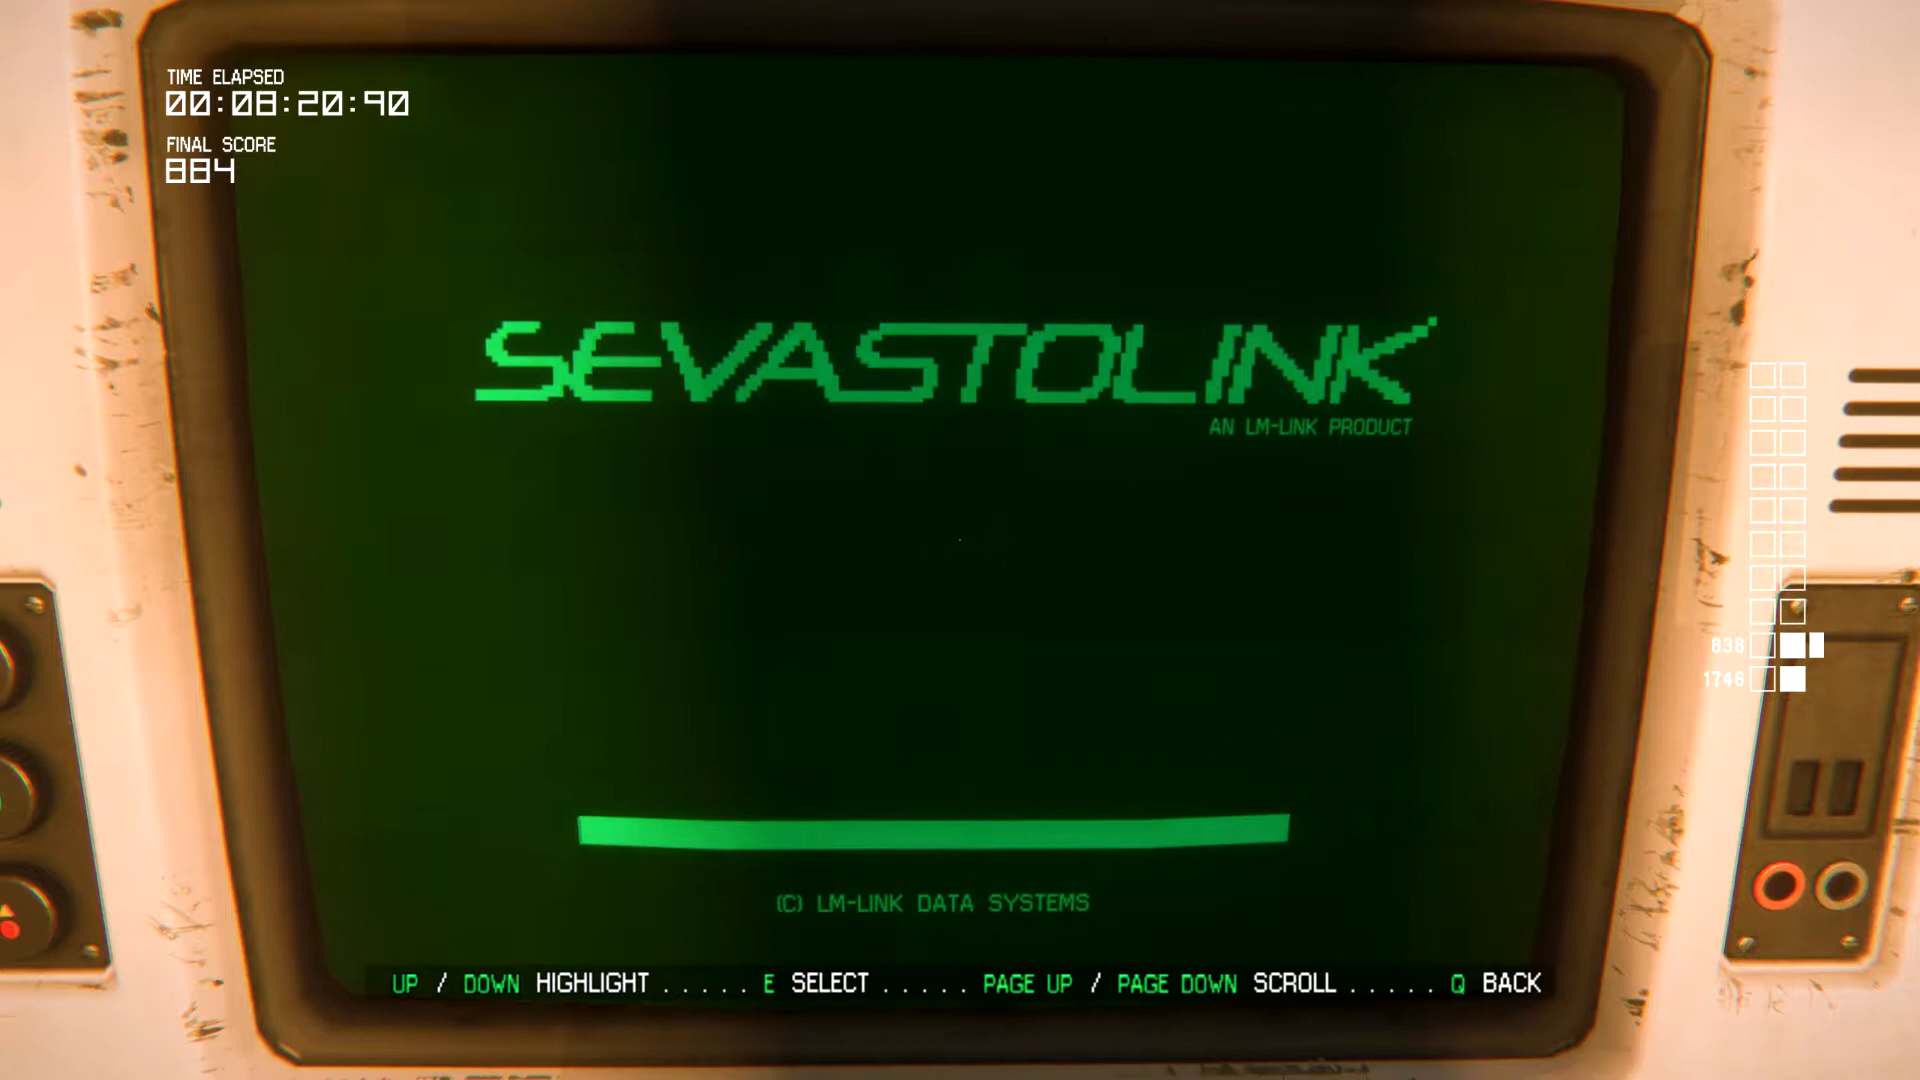 TIME ELAPSED
00:08:20:90
FINAL SCORE
884
SEVASTOLINK
AN LM-LINK PRODUCT
838
1746
(C) LM-LINK DATA SYSTEMS
UP / DOWN HIGHLIGHT ..... E SELECT ..... PAGE UP / PAGE DOWN SCROLL ..... Q BACK